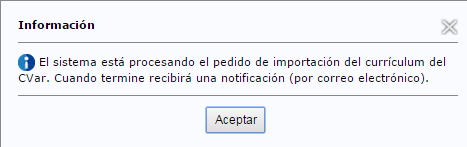 Información
El sistema está procesando el pedido de importación del currículum del
CVar. Cuando termine recibirá una notificación (por correo electrónico).
Aceptar